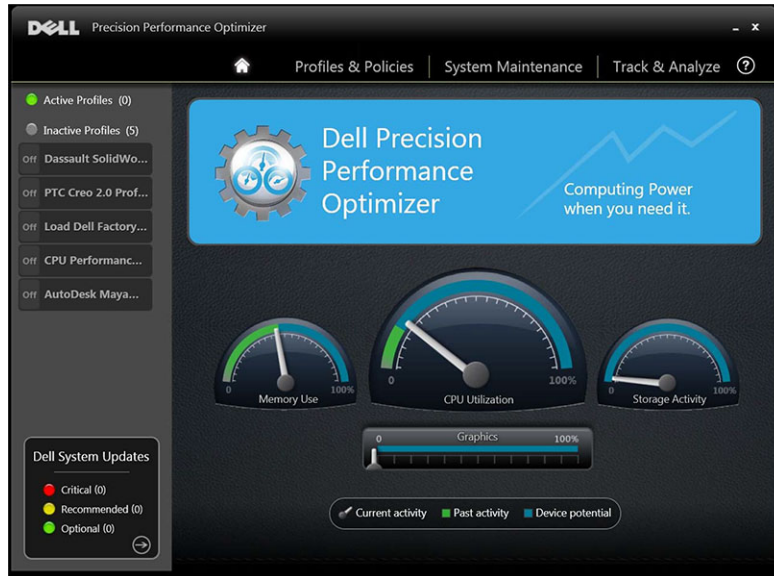 DELL Precision Performance Optimizer
Profiles & Policies System Maintenance Track & Analyze ?
Active Profiles (0)
Inactive Profiles (5)
Off Dassault SolidWo...
Off PTC Creo 2.0 Prof...
Off Load Dell Factory...
Off CPU Performanc...
Off AutoDesk Maya...
Dell Precision
Performance
Optimizer
Computing Power
when you need it.
0 100%
Memory Use
0 100%
CPU Utilization
0 100%
Storage Activity
0 Graphics 100%
Current activity Past activity Device potential
Dell System Updates
Critical (0)
Recommended (0)
Optional (0)